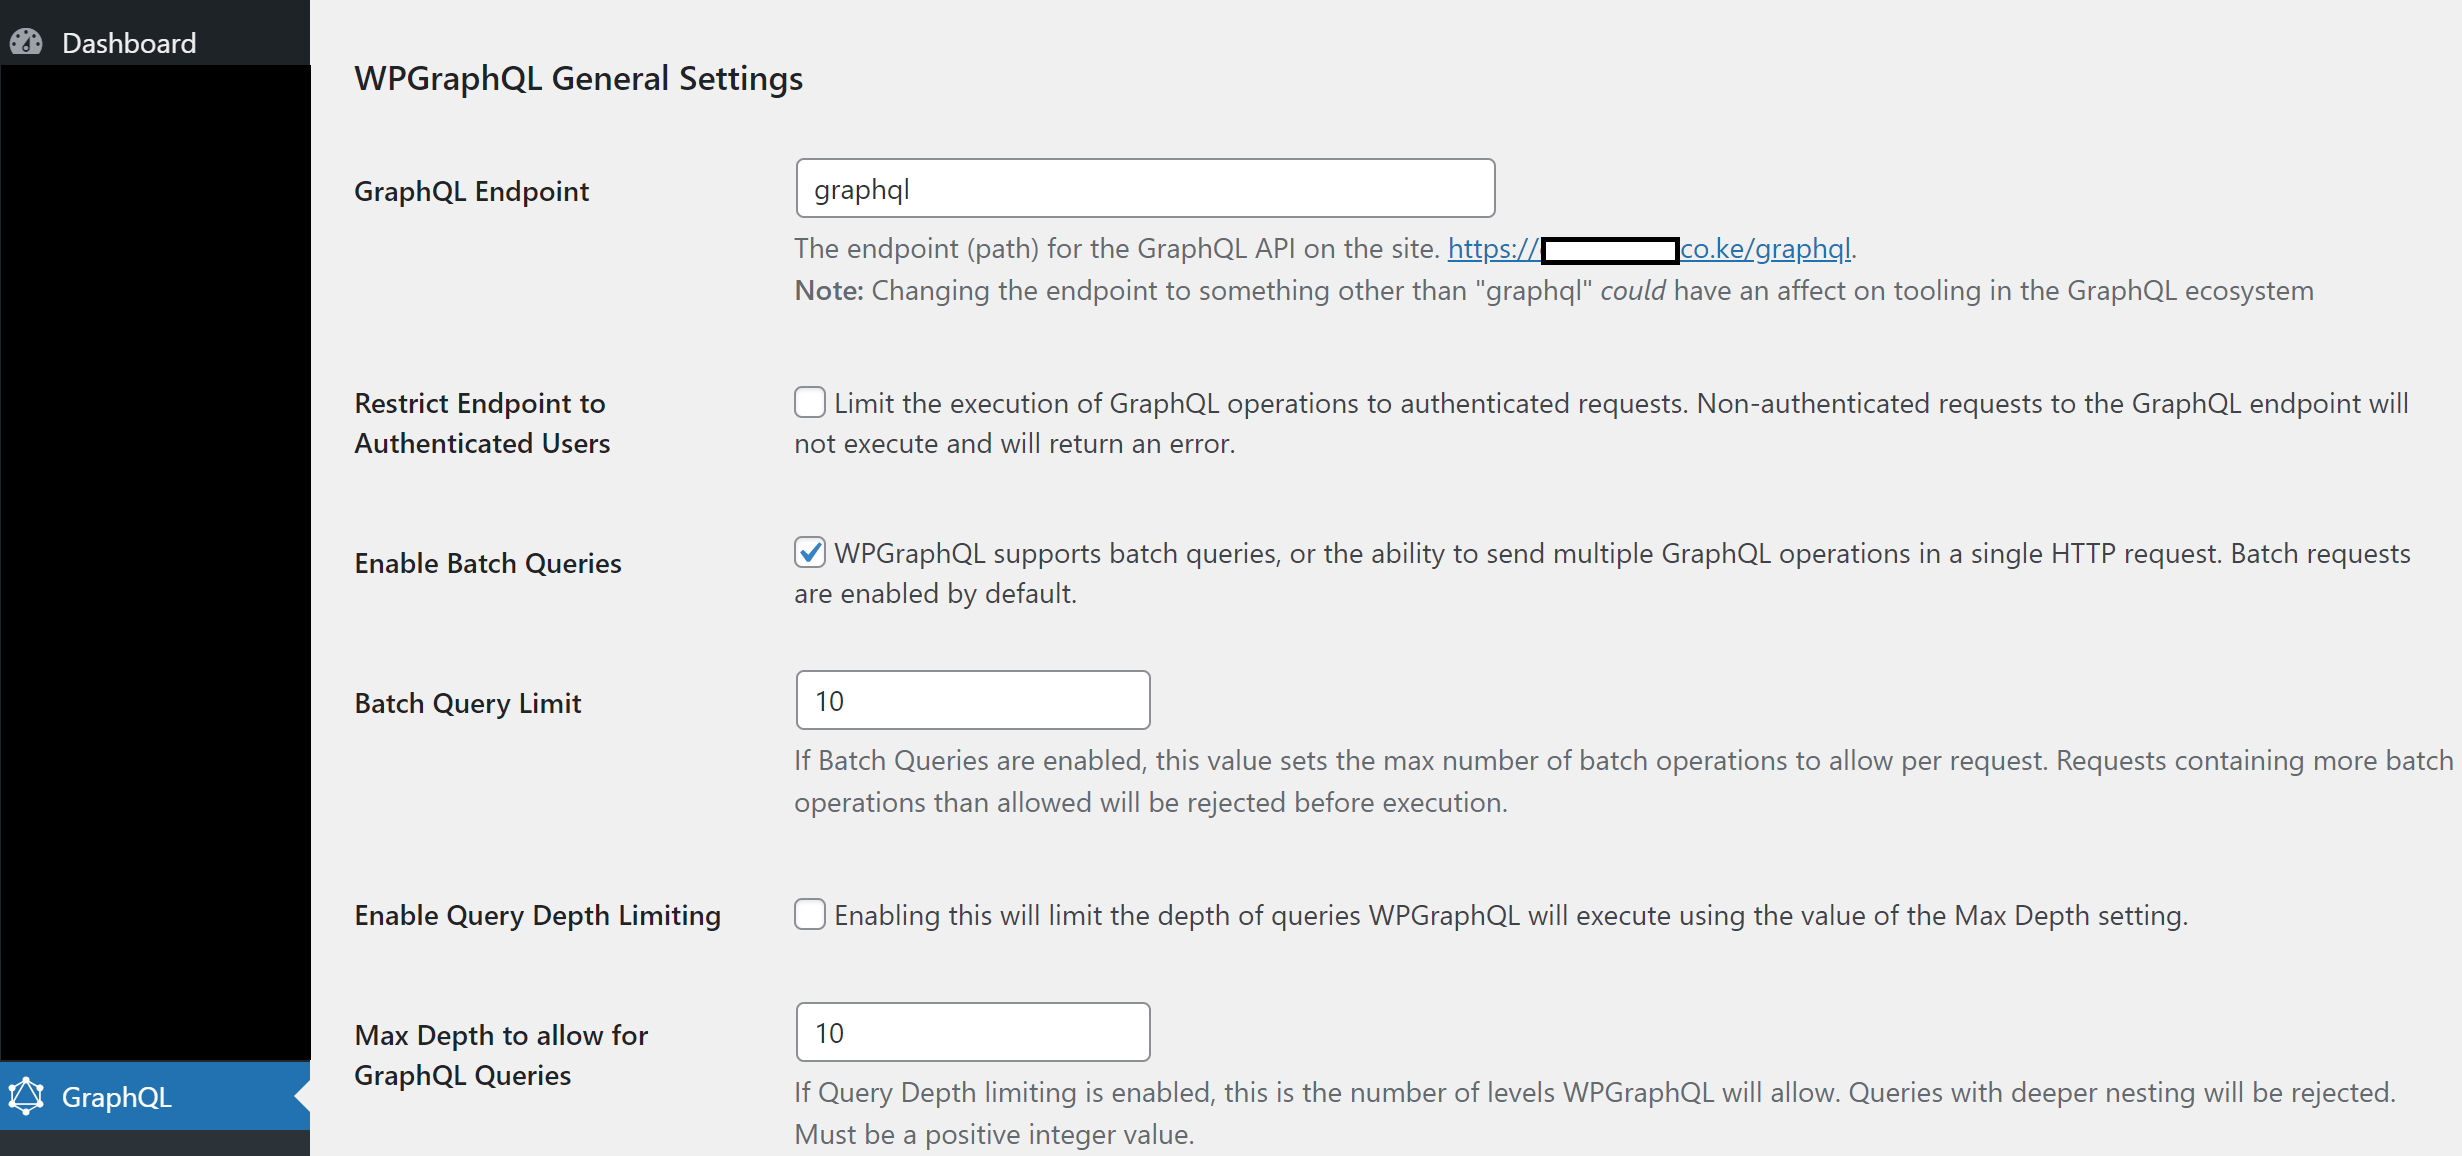 Dashboard
WPGraphQL General Settings
GraphQL Endpoint
graphql
The endpoint (path) for the GraphQL API on the site. https:// co.ke/graphql.
Note: Changing the endpoint to something other than "graphql" could have an affect on tooling in the GraphQL ecosystem
Restrict Endpoint to
Authenticated Users
Limit the execution of GraphQL operations to authenticated requests. Non-authenticated requests to the GraphQL endpoint will
not execute and will return an error.
Enable Batch Queries
WPGraphQL supports batch queries, or the ability to send multiple GraphQL operations in a single HTTP request. Batch requests
are enabled by default.
Batch Query Limit
10
If Batch Queries are enabled, this value sets the max number of batch operations to allow per request. Requests containing more batch
operations than allowed will be rejected before execution.
Enable Query Depth Limiting
Enabling this will limit the depth of queries WPGraphQL will execute using the value of the Max Depth setting.
Max Depth to allow for
GraphQL Queries
10
If Query Depth limiting is enabled, this is the number of levels WPGraphQL will allow. Queries with deeper nesting will be rejected.
Must be a positive integer value.
GraphQL